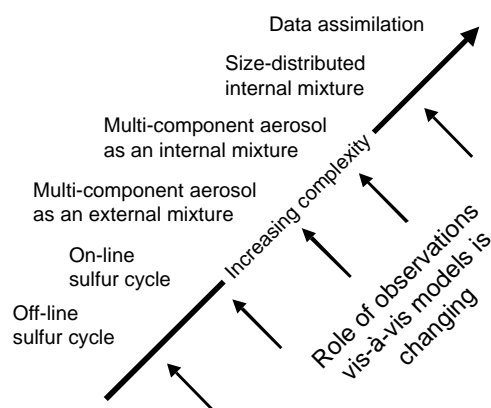 Data assimilation
Size-distributed
internal mixture
Multi-component aerosol
as an internal mixture
Multi-component aerosol
as an external mixture
On-line
sulfur cycle
Off-line
sulfur cycle
Increasing complexity
Role of observations
vis-à-vis models is
changing